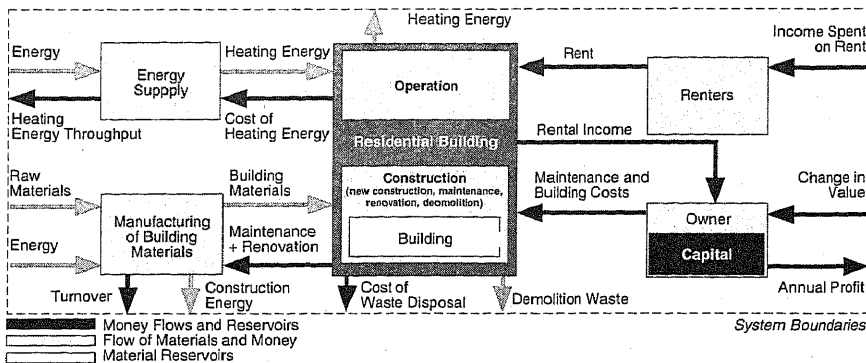 Heating Energy
Energy
Heating Energy
Income Spent
on Rent
Energy
Suppply
Operation
Rent
Renters
Heating
Energy Throughput
Cost of
Heating Energy
Residential Building
Rental Income
Raw
Materials
Building
Materials
Construction
(new construction, maintenance,
renovation, deomolition)
Maintenance and
Building Costs
Change in
Value
Manufacturing
of Building
Materials
Owner
Energy
Maintenance
+ Renovation
Building
Capital
Turnover
Construction
Energy
Cost of
Waste Disposal
Demolition Waste
Annual Profit
Money Flows and Reservoirs
Flow of Materials and Money
Material Reservoirs
System Boundaries